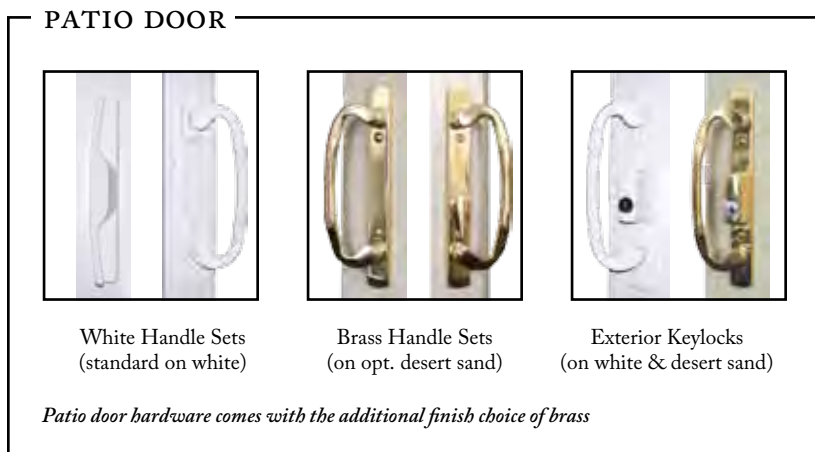 PATIO DOOR
White Handle Sets
(standard on white)
Brass Handle Sets
(on opt. desert sand)
Exterior Keylocks
(on white & desert sand)
Patio door hardware comes with the additional finish choice of brass